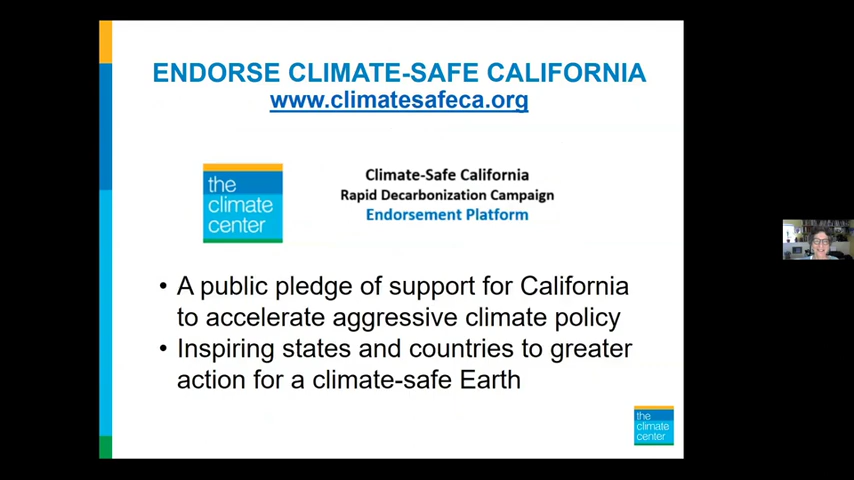 ENDORSE CLIMATE-SAFE CALIFORNIA
www.climatesafeca.org
the
climate
center
Climate-Safe California
Rapid Decarbonization Campaign
Endorsement Platform
• A public pledge of support for California
to accelerate aggressive climate policy
• Inspiring states and countries to greater
action for a climate-safe Earth
the
climate
center